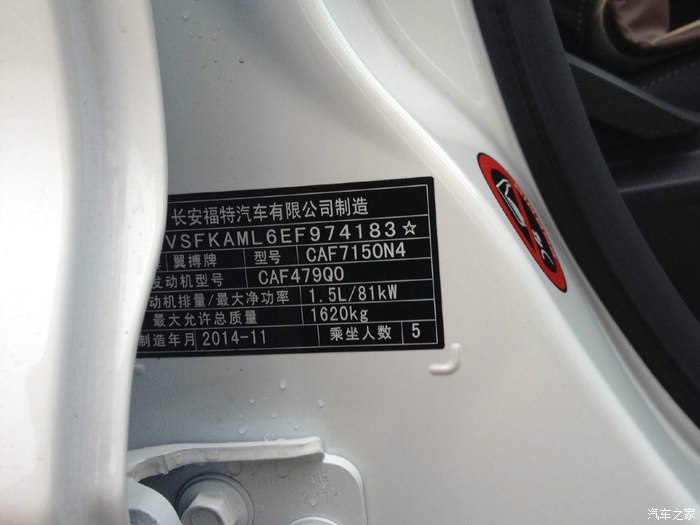 长安福特汽车有限公司制造
VSFKAML6EF974183☆
翼搏牌 型号 CAF7150N4
发动机型号 CAF479Q0
动机排量/最大净功率 1.5L/81kW
最大允许总质量 1620kg
制造年月 2014-11 乘坐人数 5
汽车之家